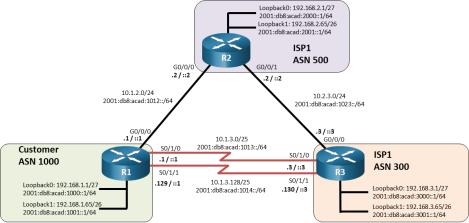 Loopback0: 192.168.2.1/27
2001:db8:acad:2000::1/64
Loopback1: 192.168.2.65/26
2001:db8:acad:2001::1/64
R2
ISP1
ASN 500
G0/0/0
.2 / ::2
G0/0/1
.2 / ::2
10.1.2.0/24
2001:db8:acad:1012::/64
10.2.3.0/24
2001:db8:acad:1023::/64
G0/0/0
.1 / ::1
.3 / ::3
G0/0/0
Customer
ASN 1000
R1
S0/1/0
.1 / ::1
S0/1/1
.129 / ::1
10.1.3.0/25
2001:db8:acad:1013::/64
10.1.3.128/25
2001:db8:acad:1014::/64
S0/1/0
.3 / ::3
S0/1/1
.130 / ::3
R3
ISP1
ASN 300
Loopback0: 192.168.1.1/27
2001:db8:acad:1000::1/64
Loopback1: 192.168.1.65/26
2001:db8:acad:1001::1/64
Loopback0: 192.168.3.1/27
2001:db8:acad:3000::1/64
Loopback1: 192.168.3.65/26
2001:db8:acad:3001::1/64